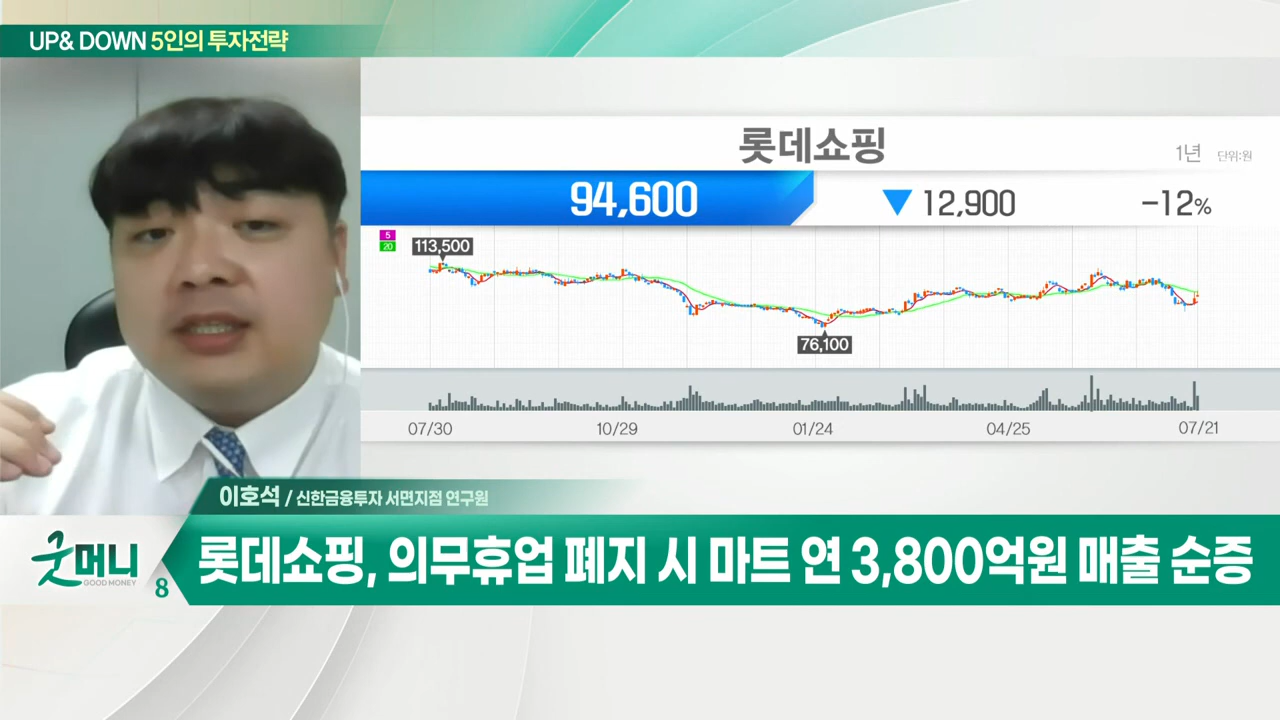 UP& DOWN 5인의 투자전략
롯데쇼핑
1년 단위:원
94,600 ▼ 12,900 -12%
5
20
113,500
76,100
07/30 10/29 01/24 04/25 07/21
이호석 / 신한금융투자 서면지점 연구원
굿머니
GOOD MONEY
8
롯데쇼핑, 의무휴업 폐지 시 마트 연 3,800억원 매출 순증